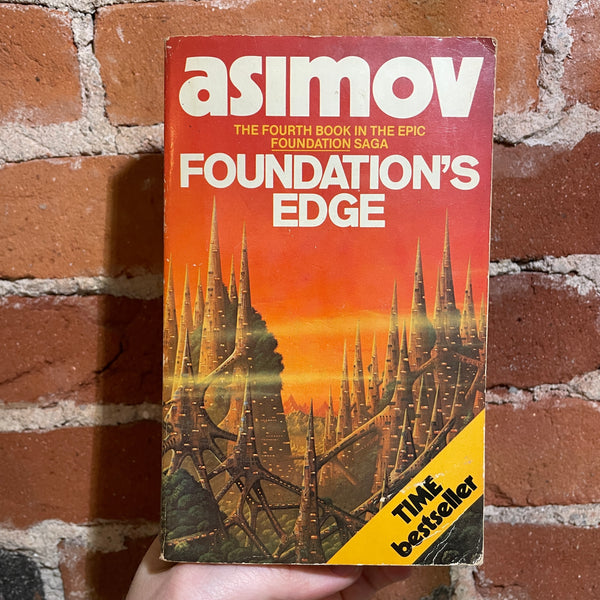 asimov
THE FOURTH BOOK IN THE EPIC
FOUNDATION SAGA
FOUNDATION'S
EDGE
TIME
bestseller